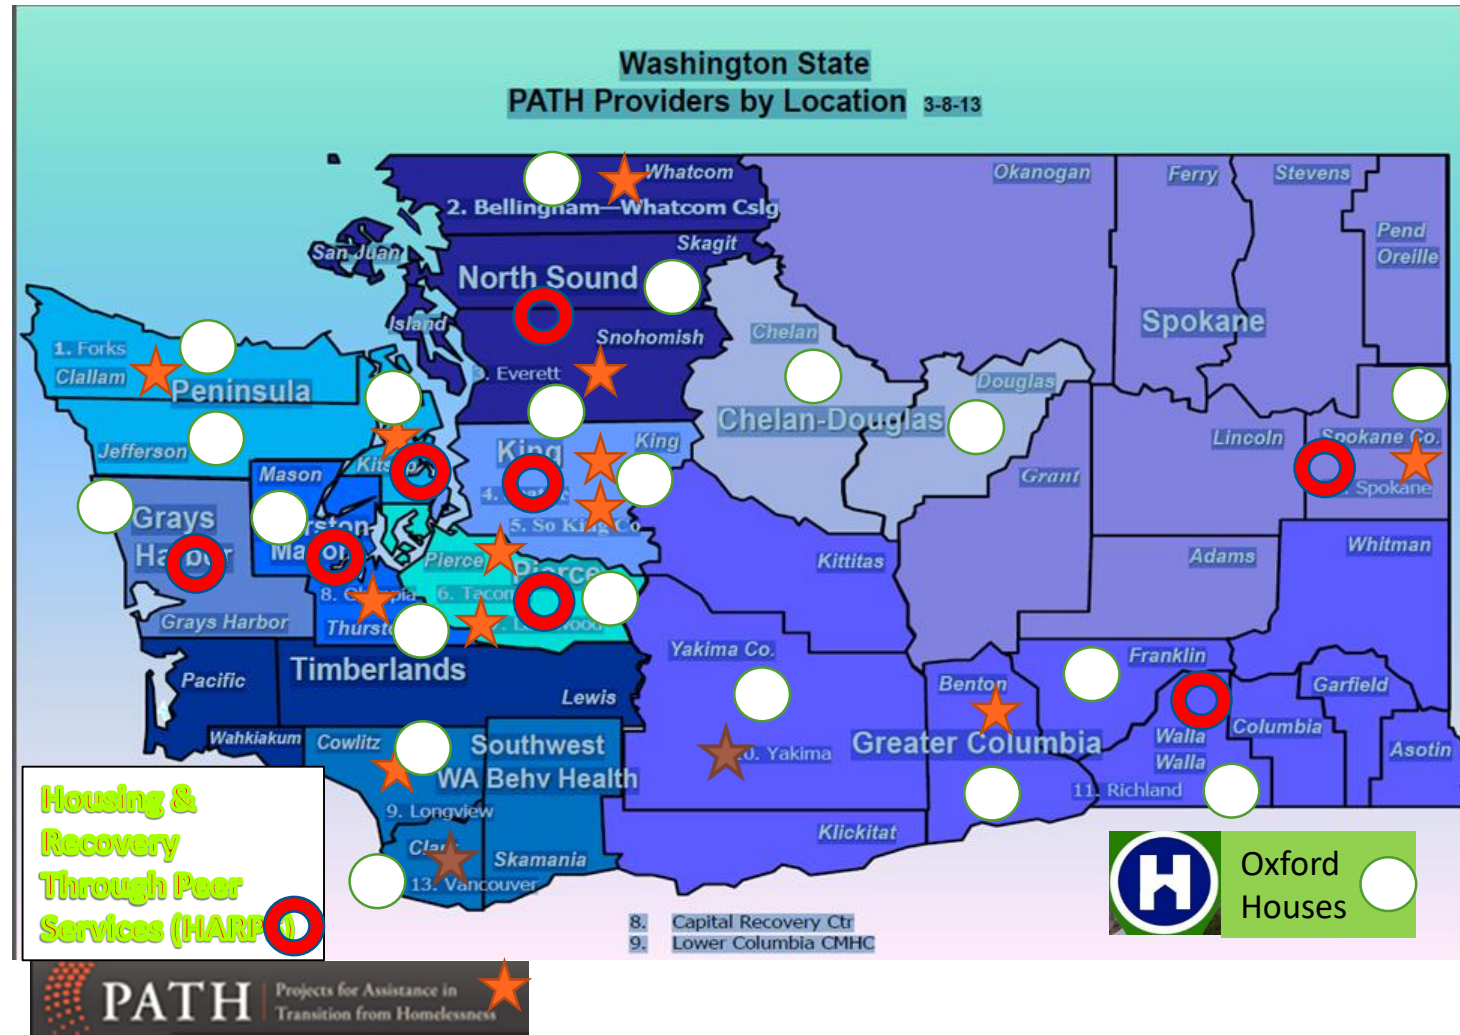 Washington State
PATH Providers by Location 3-8-13
Whatcom
2. Bellingham—Whatcom Cslg
Okanogan
Ferry
Stevens
Pend
Oreille
San Juan
Skagit
North Sound
Island
Snohomish
3. Everett
Chelan
Spokane
1. Forks
Clallam
Peninsula
Douglas
Chelan-Douglas
Jefferson
Mason
King
King
Lincoln
Spokane Co.
Grant
Spokane
Grays
5. So King Co
Pierce
Pierce
Kittitas
Adams
Whitman
8.
6.
Grays Harbor
Timberlands
Yakima Co.
Franklin
Pacific
Lewis
Benton
Garfield
Wahkiakum
Cowlitz
Southwest
WA Behv Health
Yakima
Greater Columbia
Walla
Walla
Columbia
Asotin
9. Longview
11. Richland
Klickitat
Skamania
13. Vancouver
Housing &
Recovery
Through Peer
Services
H
Oxford
Houses
8. Capital Recovery Ctr
9. Lower Columbia CMHC
PATH
Projects for Assistance in
Transition from Homelessness